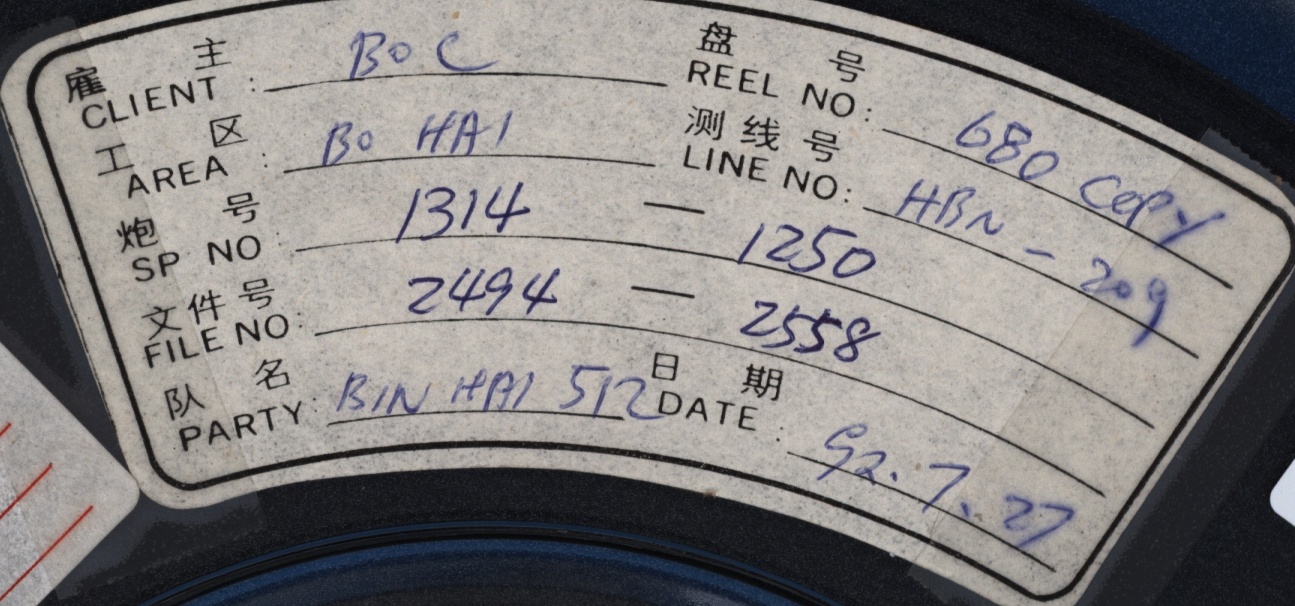 雇 主 盘 号
CLIENT : BO C REEL NO: 680 COPY
工 区 测 线 号
AREA : BO HAI LINE NO: HBN - 209
炮 号
SP NO : 1314 — 1250
文 件 号
FILE NO: 2494 — 2558
队 名 日 期
PARTY: BIN HAI 512 DATE : 92.7.27